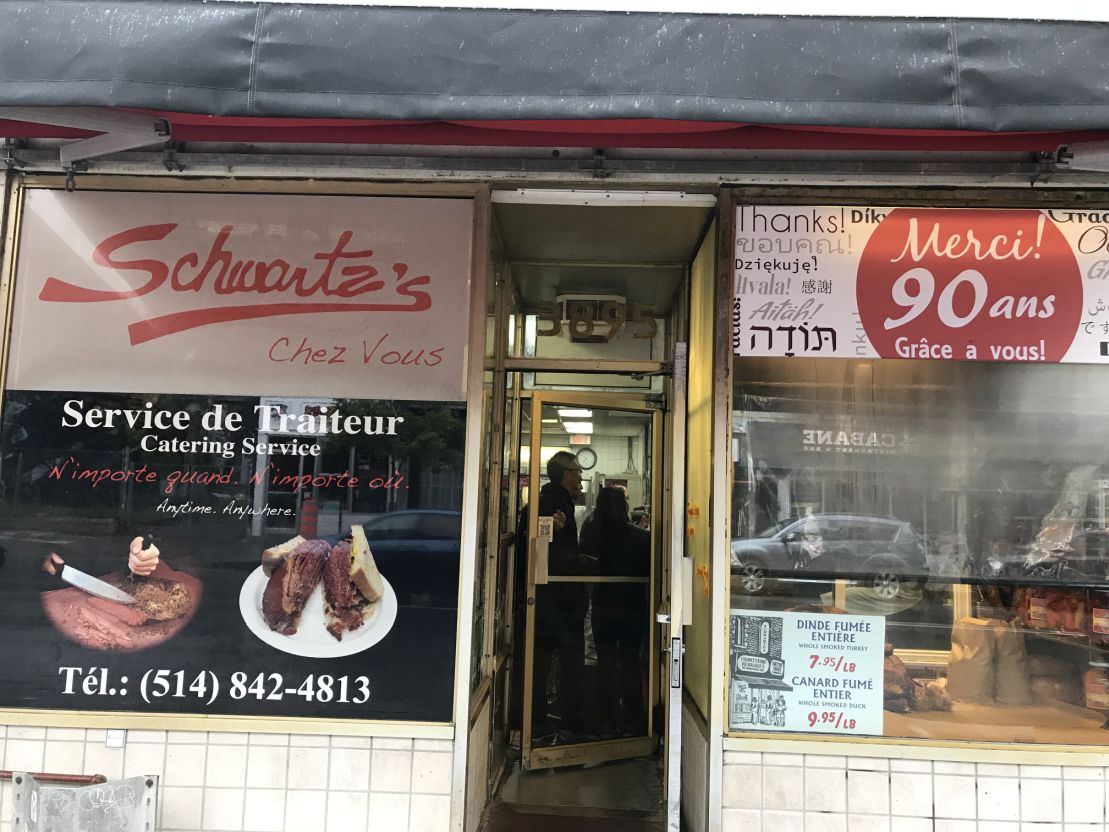 Schwartz's
Chez Vous
Service de Traiteur
Catering Service
N'importe quand. N'importe où.
Anytime. Anywhere.
Tél.: (514) 842-4813
3895
Thanks!
ขอบคุณ!
Dziękuję!
Hvala!
感謝
Aitäh!
תּוֹדָה
Merci!
90 ans
Grâce à vous!
CABANE
DINDE FUMÉE
ENTIÈRE
WHOLE SMOKED TURKEY
7.95/LB
CANARD FUMÉ
ENTIER
WHOLE SMOKED DUCK
9.95/LB